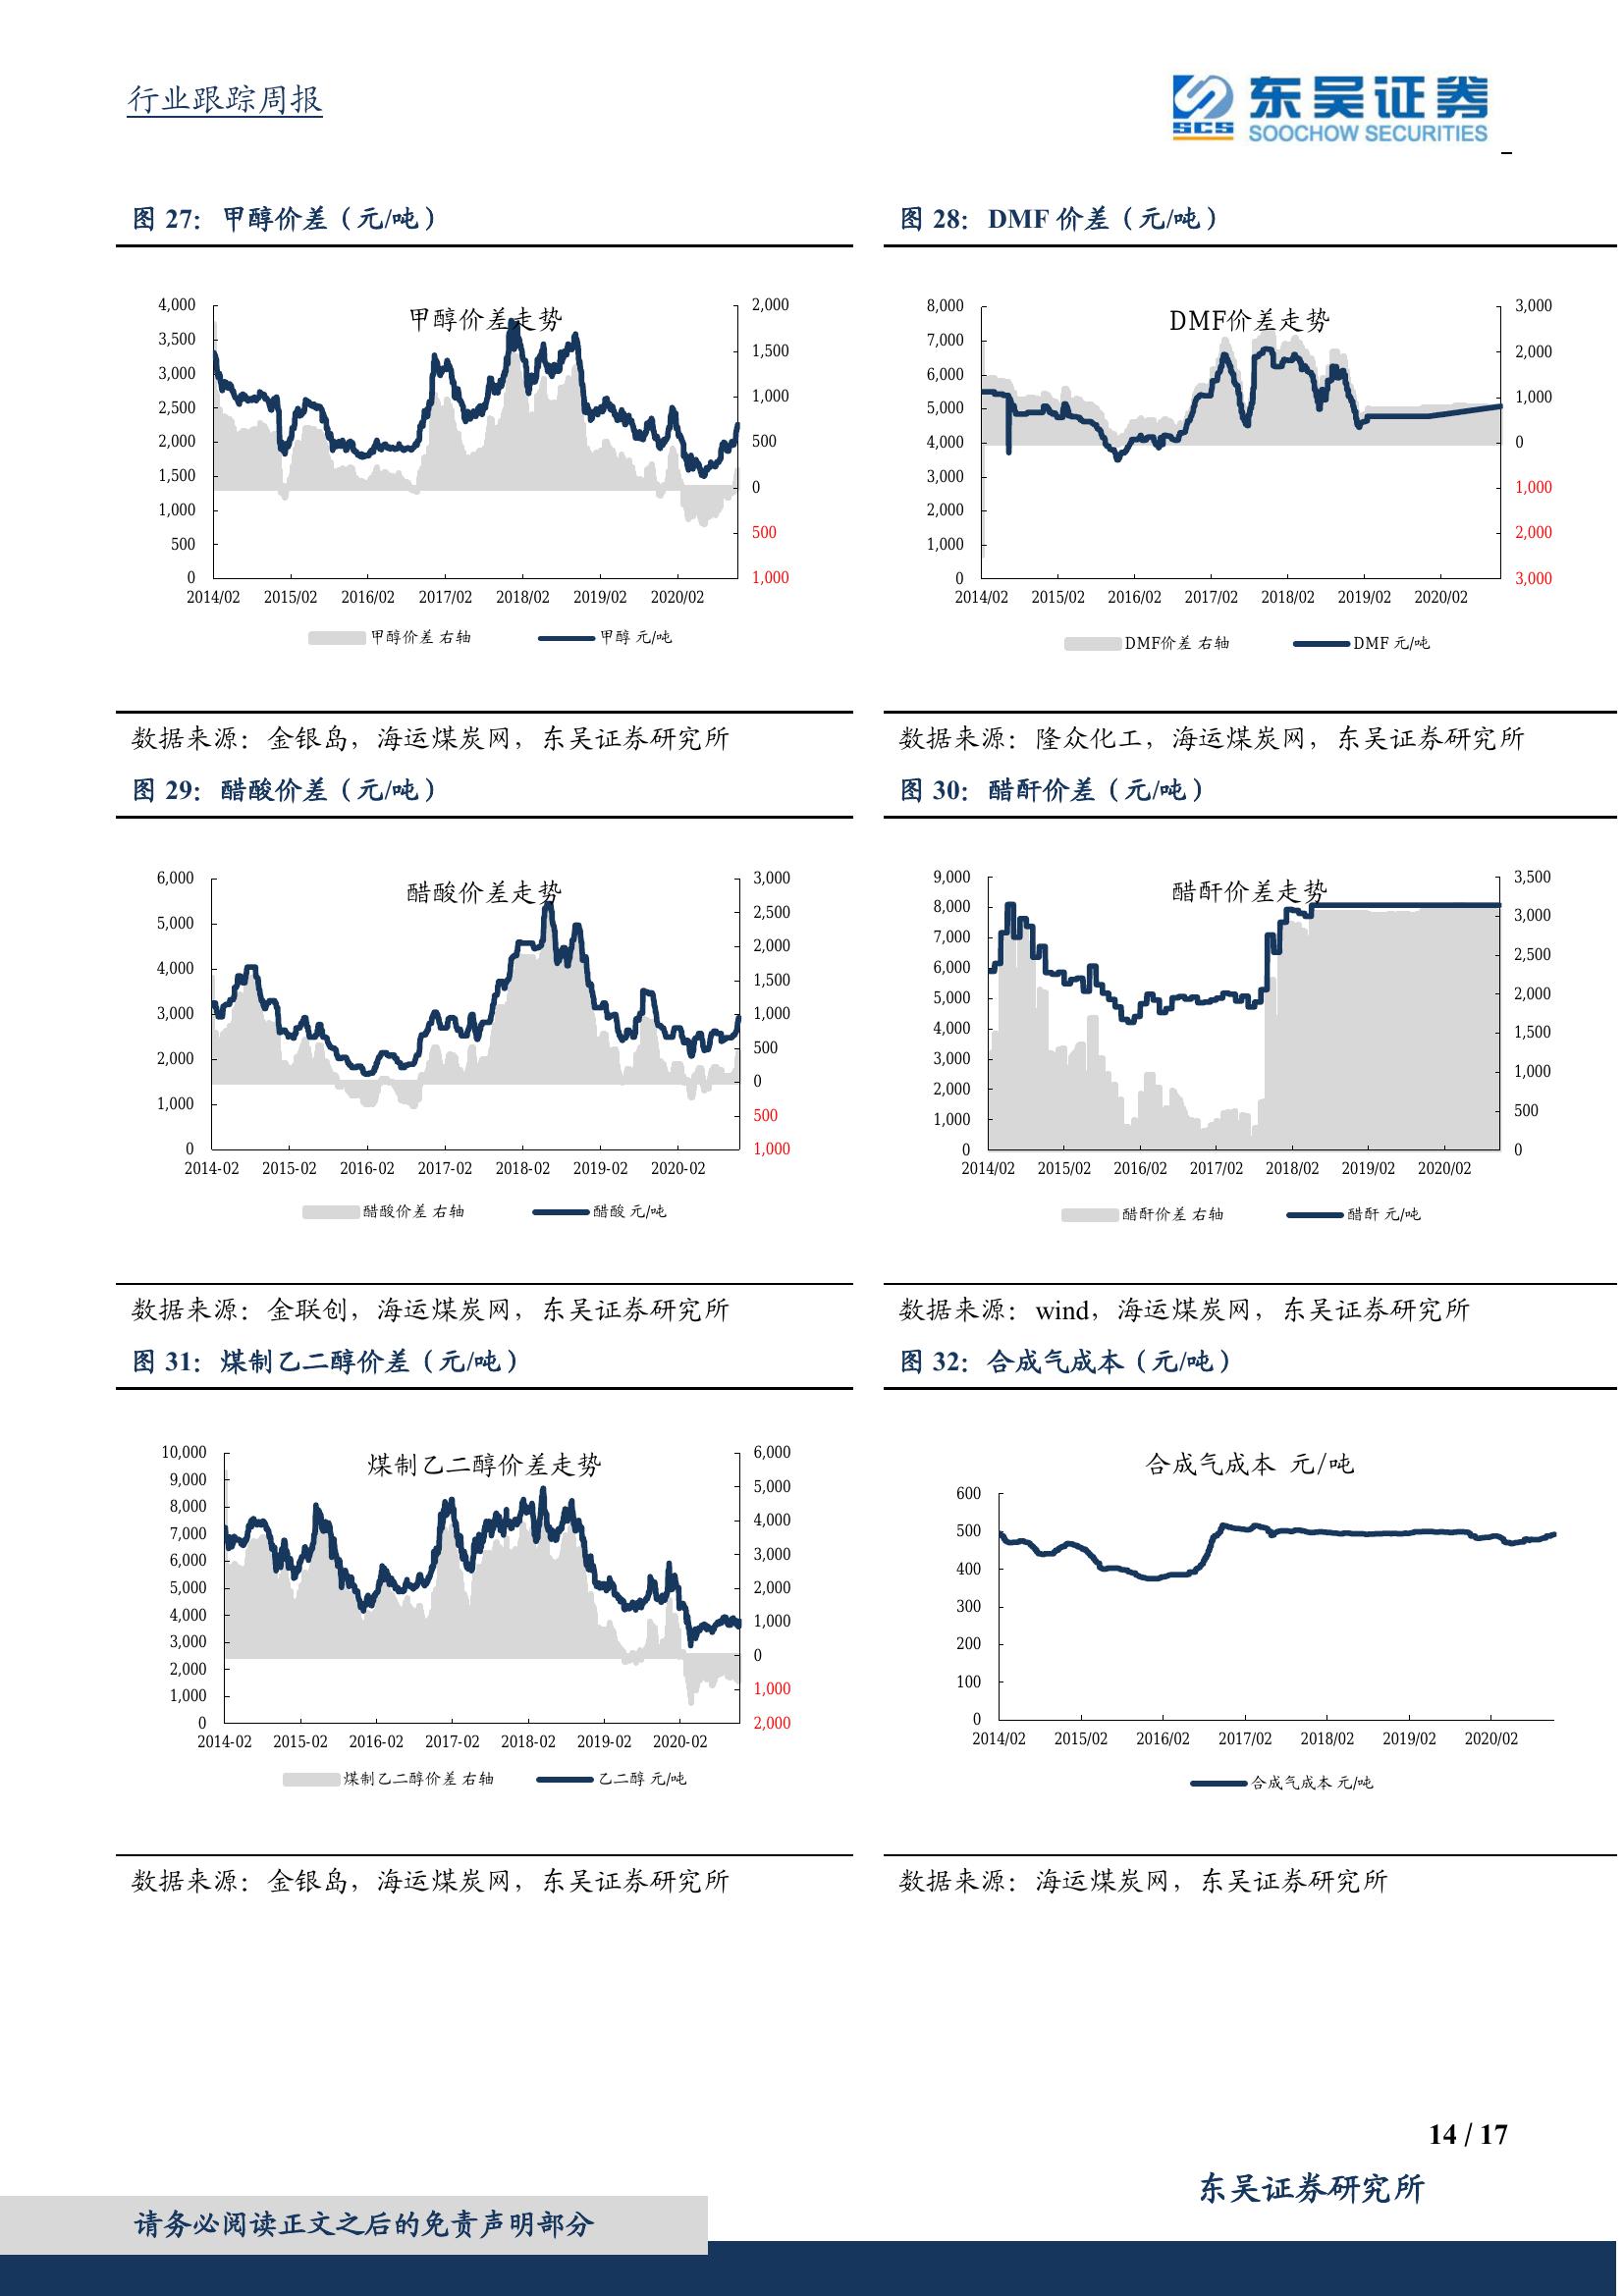 行业跟踪周报
SCS 东吴证券
SOOCHOW SECURITIES
图 27：甲醇价差（元/吨）
甲醇价差走势
4,000
3,500
3,000
2,500
2,000
1,500
1,000
500
0
2,000
1,500
1,000
500
0
500
1,000
2014/02 2015/02 2016/02 2017/02 2018/02 2019/02 2020/02
甲醇价差 右轴 甲醇 元/吨
数据来源：金银岛，海运煤炭网，东吴证券研究所
图 28：DMF 价差（元/吨）
DMF价差走势
8,000
7,000
6,000
5,000
4,000
3,000
2,000
1,000
0
3,000
2,000
1,000
0
1,000
2,000
3,000
2014/02 2015/02 2016/02 2017/02 2018/02 2019/02 2020/02
DMF价差 右轴 DMF 元/吨
数据来源：隆众化工，海运煤炭网，东吴证券研究所
图 29：醋酸价差（元/吨）
醋酸价差走势
6,000
5,000
4,000
3,000
2,000
1,000
0
3,000
2,500
2,000
1,500
1,000
500
0
500
1,000
2014-02 2015-02 2016-02 2017-02 2018-02 2019-02 2020-02
醋酸价差 右轴 醋酸 元/吨
数据来源：金联创，海运煤炭网，东吴证券研究所
图 30：醋酐价差（元/吨）
醋酐价差走势
9,000
8,000
7,000
6,000
5,000
4,000
3,000
2,000
1,000
0
3,500
3,000
2,500
2,000
1,500
1,000
500
0
2014/02 2015/02 2016/02 2017/02 2018/02 2019/02 2020/02
醋酐价差 右轴 醋酐 元/吨
数据来源：wind，海运煤炭网，东吴证券研究所
图 31：煤制乙二醇价差（元/吨）
煤制乙二醇价差走势
10,000
9,000
8,000
7,000
6,000
5,000
4,000
3,000
2,000
1,000
0
6,000
5,000
4,000
3,000
2,000
1,000
0
1,000
2,000
2014-02 2015-02 2016-02 2017-02 2018-02 2019-02 2020-02
煤制乙二醇价差 右轴 乙二醇 元/吨
数据来源：金银岛，海运煤炭网，东吴证券研究所
图 32：合成气成本（元/吨）
合成气成本 元/吨
600
500
400
300
200
100
0
2014/02 2015/02 2016/02 2017/02 2018/02 2019/02 2020/02
合成气成本 元/吨
数据来源：海运煤炭网，东吴证券研究所
14 / 17
东吴证券研究所
请务必阅读正文之后的免责声明部分